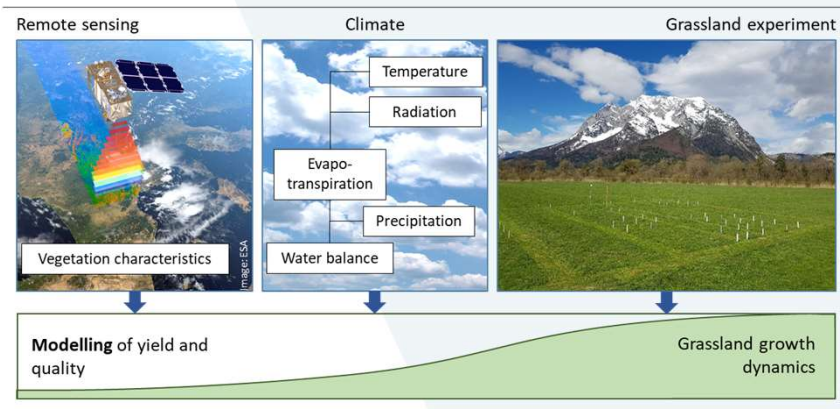 Remote sensing
Climate
Grassland experiment
Temperature
Radiation
Evapo-
transpiration
Precipitation
Water balance
Vegetation characteristics
Image: ESA
Modelling of yield and
quality
Grassland growth
dynamics